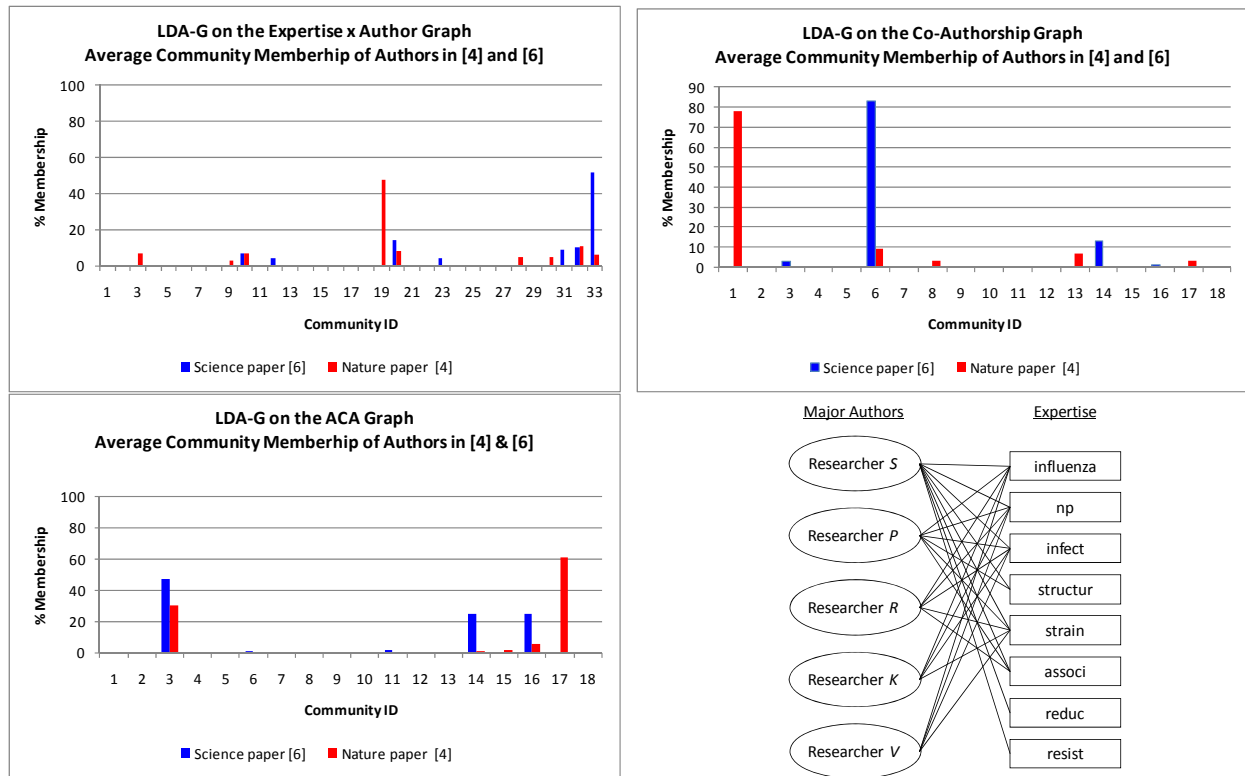 LDA-G on the Expertise x Author Graph
Average Community Memberhip of Authors in [4] and [6]
100
80
60
40
20
0
% Membership
1 3 5 7 9 11 13 15 17 19 21 23 25 27 29 31 33
Community ID
Science paper [6] Nature paper [4]
LDA-G on the Co-Authorship Graph
Average Community Memberhip of Authors in [4] and [6]
90
80
70
60
50
40
30
20
10
0
% Membership
1 2 3 4 5 6 7 8 9 10 11 12 13 14 15 16 17 18
Community ID
Science paper [6] Nature paper [4]
LDA-G on the ACA Graph
Average Community Memberhip of Authors in [4] & [6]
100
80
60
40
20
0
% Membership
1 2 3 4 5 6 7 8 9 10 11 12 13 14 15 16 17 18
Community ID
Science paper [6] Nature paper [4]
Major Authors Expertise
Researcher S
Researcher P
Researcher R
Researcher K
Researcher V
influenza
np
infect
structur
strain
associ
reduc
resist